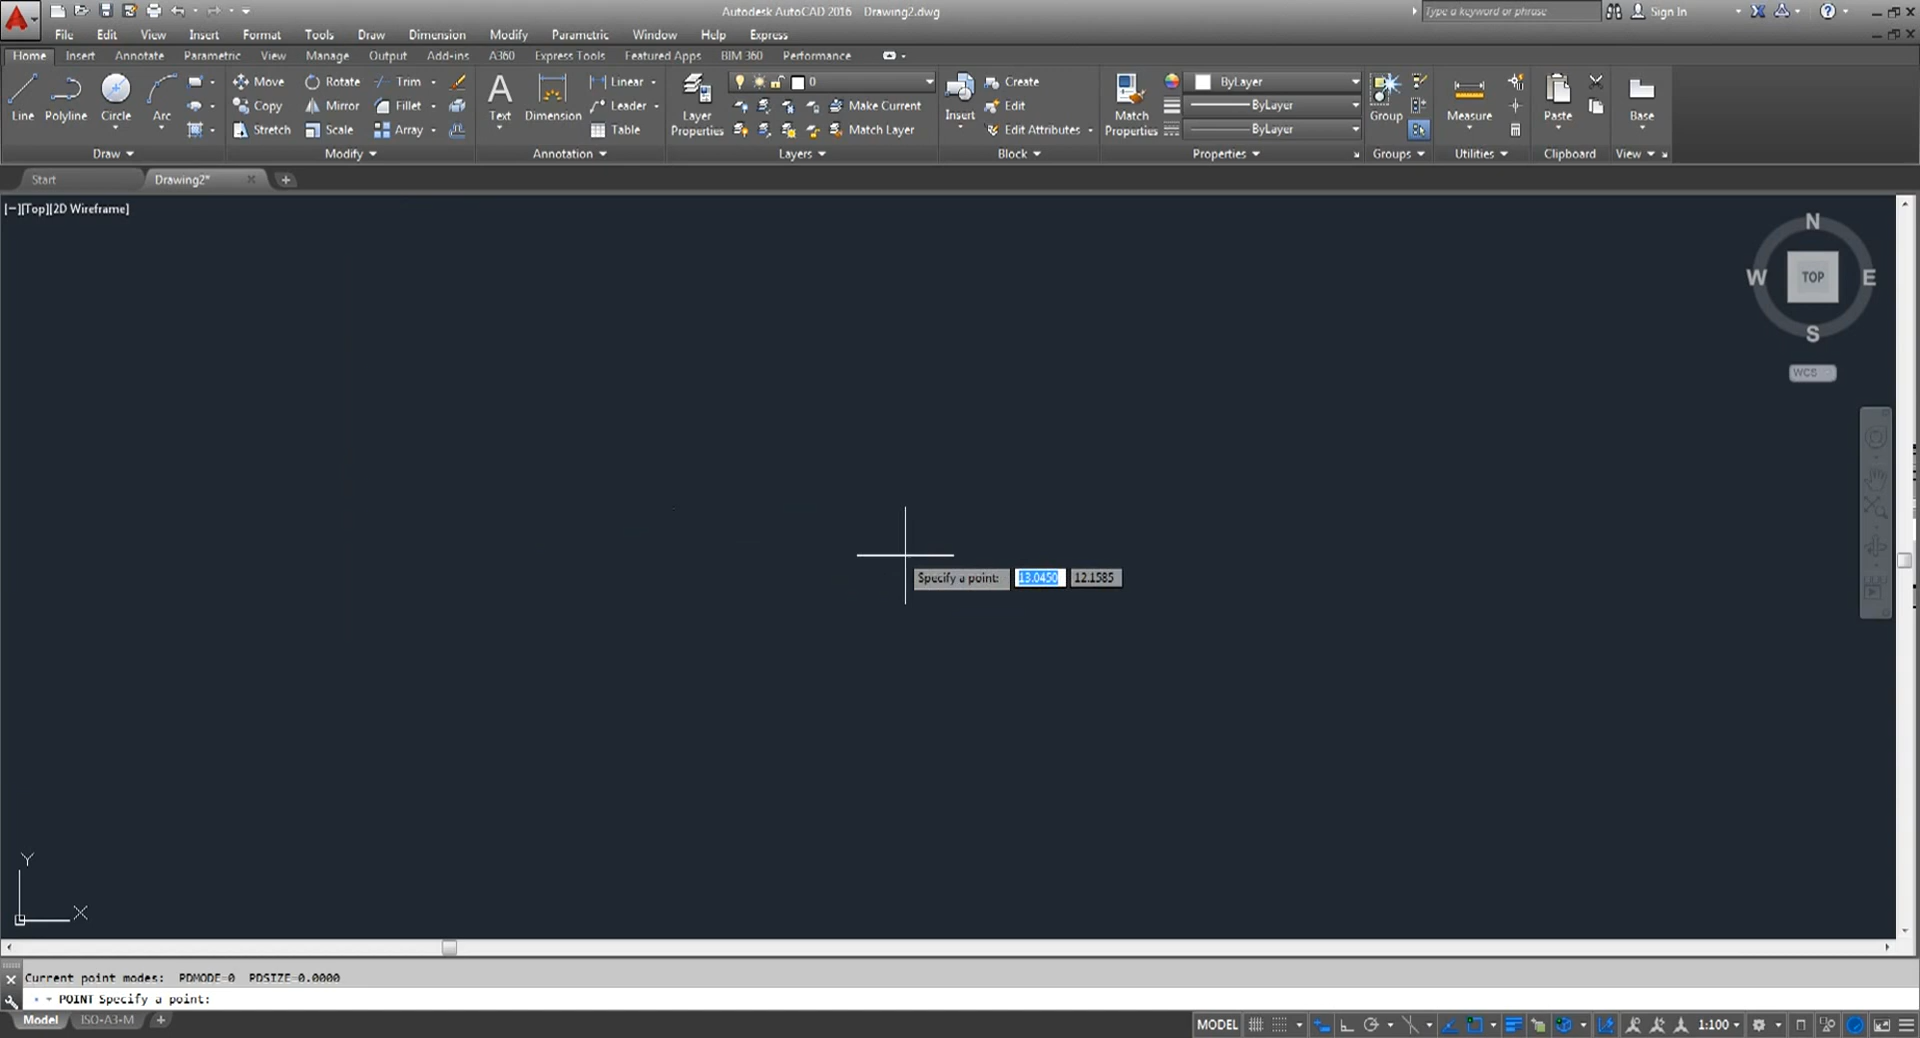 Autodesk AutoCAD 2016 Drawing2.dwg
Type a keyword or phrase
Sign In
File Edit View Insert Format Tools Draw Dimension Modify Parametric Window Help Express
Home Insert Annotate Parametric View Manage Output Add-ins A360 Express Tools Featured Apps BIM 360 Performance
Line Polyline Circle Arc
Move Rotate Trim
Copy Mirror Fillet
Stretch Scale Array
Text Dimension
Linear
Leader
Table
Layer Properties
0
Make Current
Match Layer
Insert
Create
Edit
Edit Attributes
Match Properties
ByLayer
ByLayer
ByLayer
Group
Measure
Paste
Base
Draw Modify Annotation Layers Block Properties Groups Utilities Clipboard View
Start Drawing2* +
[−][Top][2D Wireframe]
N
W TOP E
S
WCS
Specify a point: 13.0450 12.1585
Y
X
Current point modes: PDMODE=0 PDSIZE=0.0000
POINT Specify a point:
Model ISO-A3-M +
MODEL 1:100